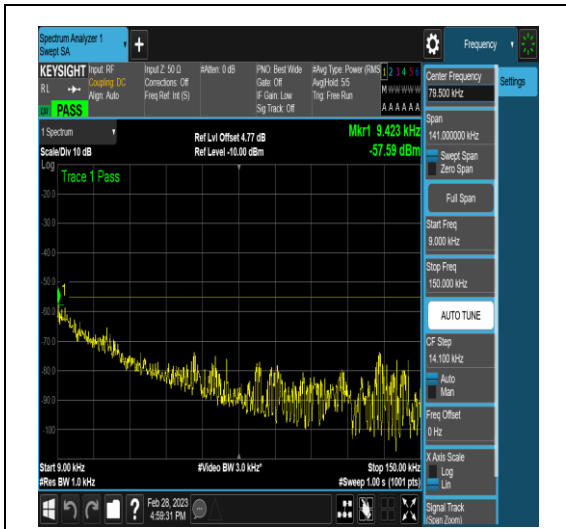 Spectrum Analyzer 1
Swept SA
Frequency
KEYSIGHT
RL
Input: RF
Coupling: DC
Align: Auto
Input Z: 50 Ω
Corrections: Off
Freq Ref: Int (S)
#Atten: 0 dB
PNO: Best Wide
Gate: Off
IF Gain: Low
Sig Track: Off
#Avg Type: Power (RMS
Avg|Hold: 5/5
Trig: Free Run
1 2 3 4 5 6
M W W W W W
A A A A A A
PASS
1 Spectrum
Scale/Div 10 dB
Ref Lvl Offset 4.77 dB
Ref Level -10.00 dBm
Mkr1 9.423 kHz
-57.59 dBm
Log
Trace 1 Pass
-20.0
-30.0
-40.0
-50.0
1
-60.0
-70.0
-80.0
-90.0
-100
Start 9.00 kHz
#Res BW 1.0 kHz
#Video BW 3.0 kHz*
Stop 150.00 kHz
#Sweep 1.00 s (1001 pts)
Feb 28, 2023
4:59:31 PM
Center Frequency
79.500 kHz
Settings
Span
141.000000 kHz
Swept Span
Zero Span
Full Span
Start Freq
9.000 kHz
Stop Freq
150.000 kHz
AUTO TUNE
CF Step
14.100 kHz
Auto
Man
Freq Offset
0 Hz
X Axis Scale
Log
Lin
Signal Track
(Span Zoom)